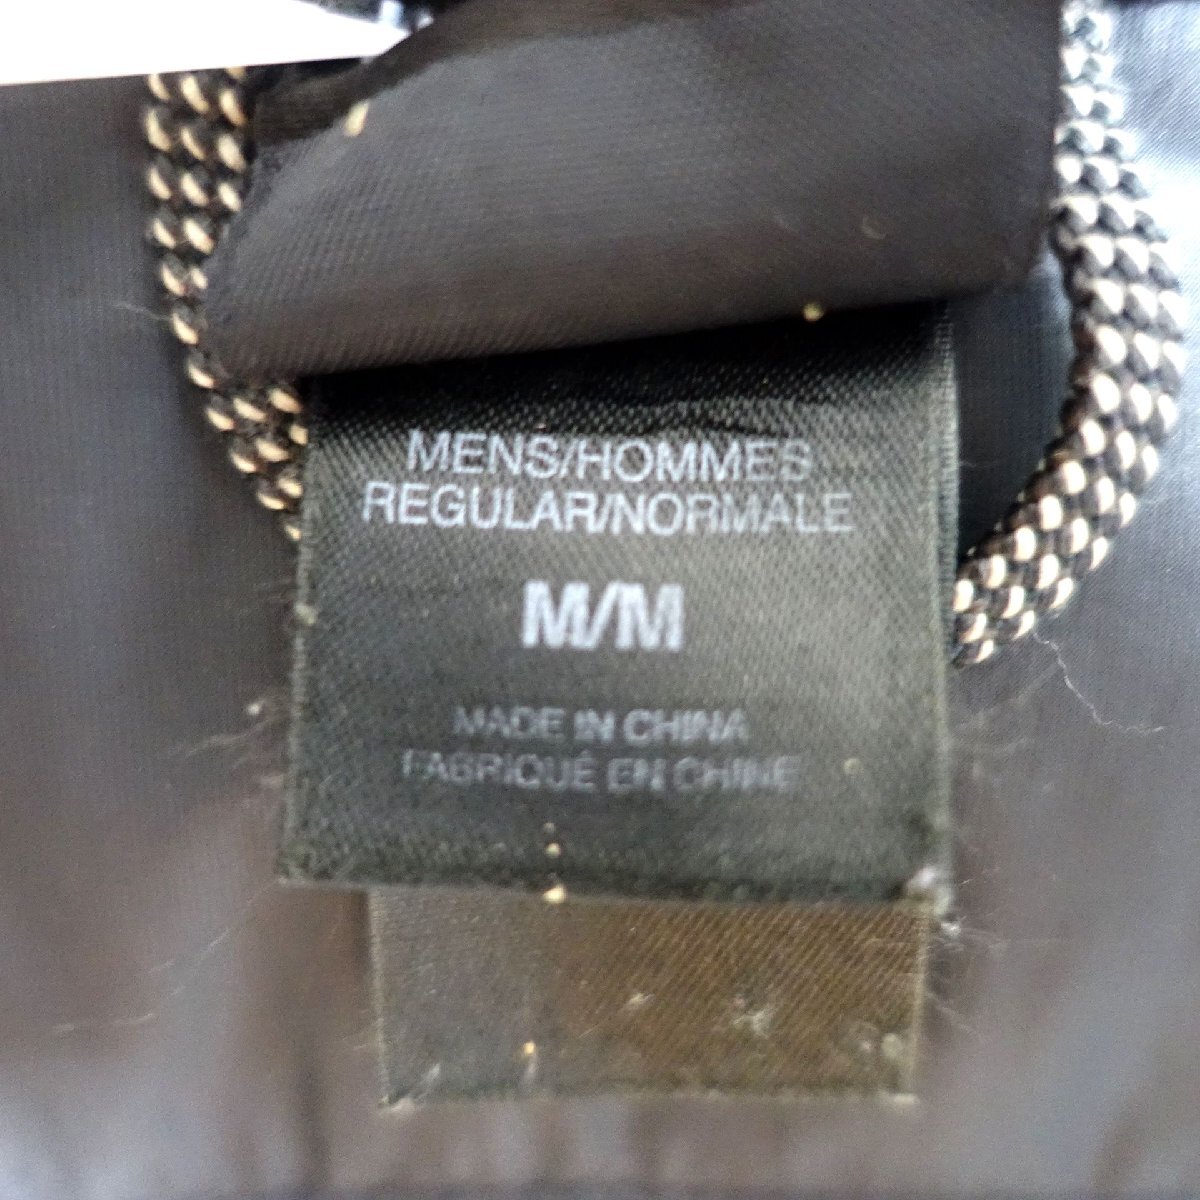 MENS/HOMMES
REGULAR/NORMALE
M/M
MADE IN CHINA
FABRIQUÉ EN CHINE